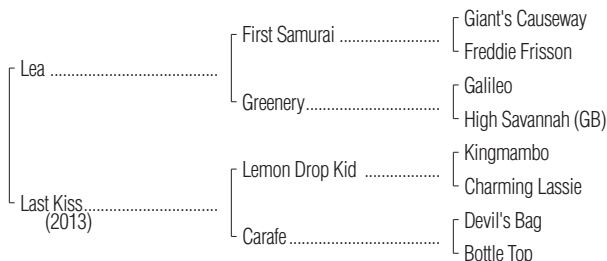 Giant's Causeway
First Samurai
Freddie Frisson
Lea
Galileo
Greenery
High Savannah (GB)
Kingmambo
Lemon Drop Kid
Charming Lassie
Last Kiss
(2013)
Devil's Bag
Carafe
Bottle Top